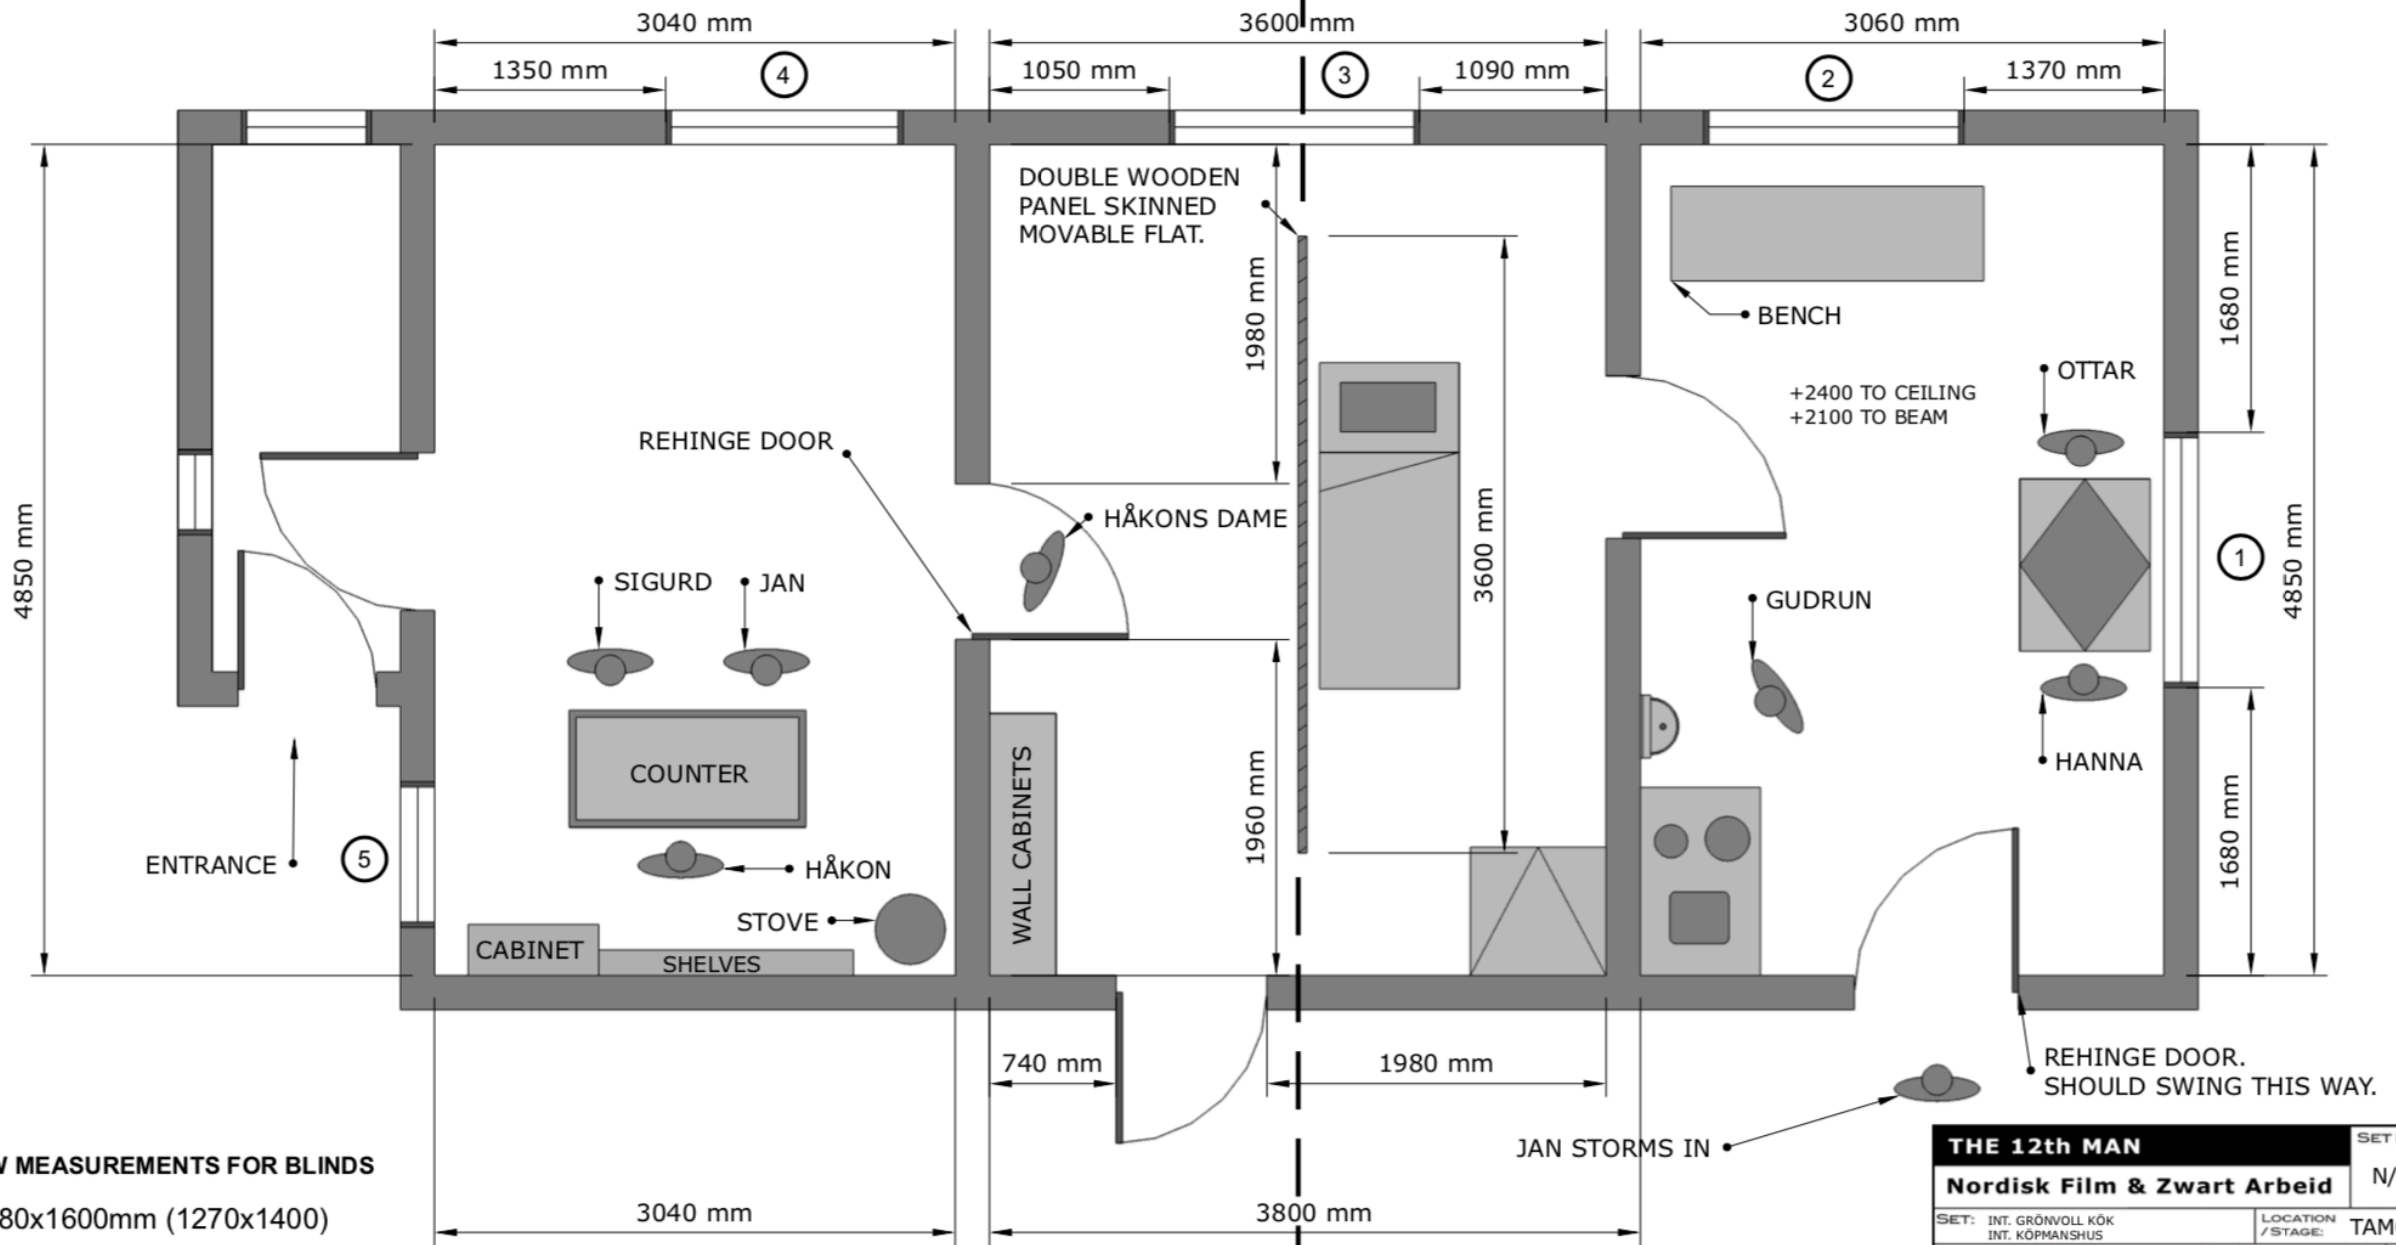 3040 mm
3600 mm
3060 mm
1350 mm
4
1050 mm
3
1090 mm
2
1370 mm
DOUBLE WOODEN
PANEL SKINNED
MOVABLE FLAT.
1980 mm
1680 mm
BENCH
OTTAR
+2400 TO CEILING
+2100 TO BEAM
REHINGE DOOR
HÅKONS DAME
3600 mm
4850 mm
1
4850 mm
SIGURD
JAN
GUDRUN
COUNTER
HANNA
WALL CABINETS
1960 mm
1680 mm
ENTRANCE
5
HÅKON
STOVE
CABINET
SHELVES
740 mm
1980 mm
REHINGE DOOR.
SHOULD SWING THIS WAY.
JAN STORMS IN
MEASUREMENTS FOR BLINDS
80x1600mm (1270x1400)
3040 mm
3800 mm
THE 12th MAN
SET
N/
Nordisk Film & Zwart Arbeid
SET: INT. GRÖNVOLL KÖK
INT. KÖPMANSHUS
LOCATION
/STAGE: